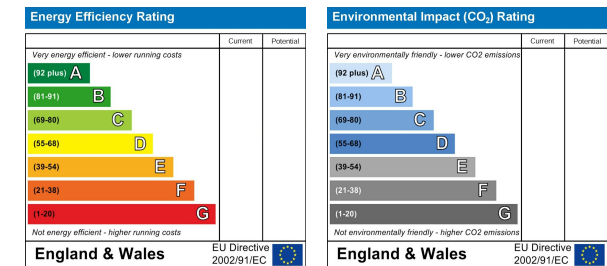 Energy Efficiency Rating
Current Potential
Very energy efficient - lower running costs
(92 plus) A
(81-91) B
(69-80) C
(55-68) D
(39-54) E
(21-38) F
(1-20) G
Not energy efficient - higher running costs
England & Wales
EU Directive
2002/91/EC
Environmental Impact (CO₂) Rating
Current Potential
Very environmentally friendly - lower CO2 emissions
(92 plus) A
(81-91) B
(69-80) C
(55-68) D
(39-54) E
(21-38) F
(1-20) G
Not environmentally friendly - higher CO2 emissions
England & Wales
EU Directive
2002/91/EC